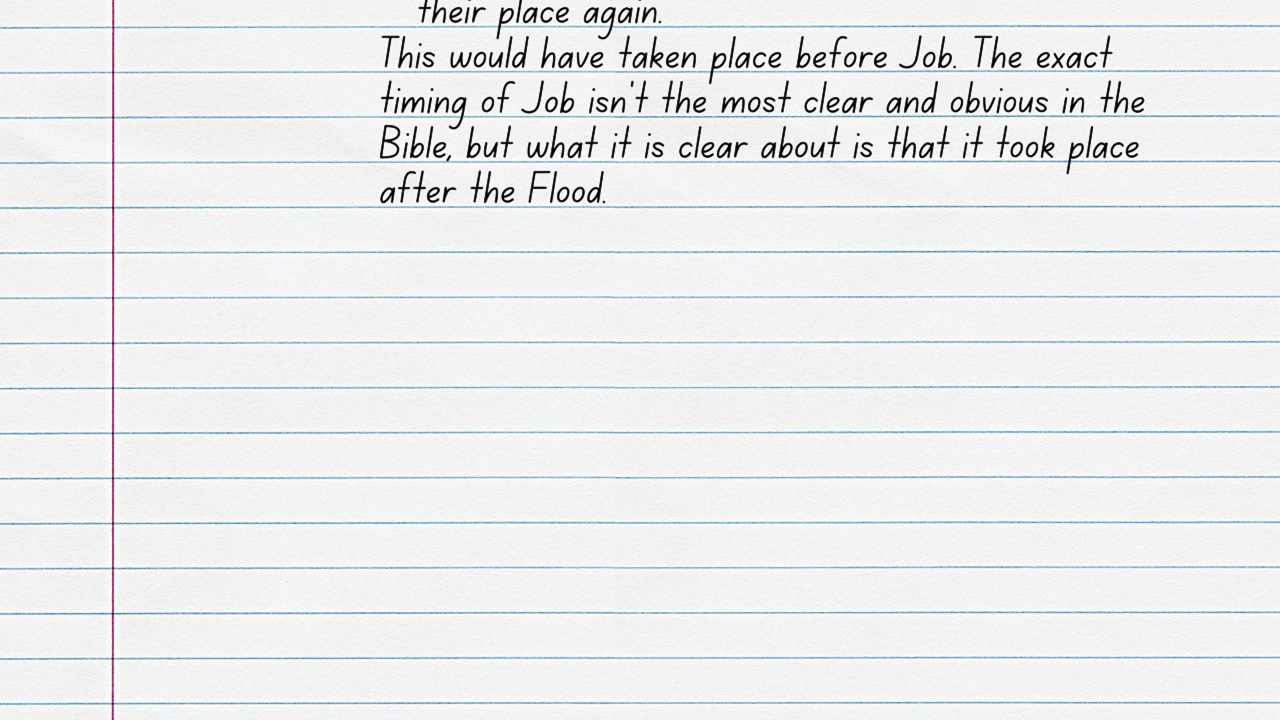 their place again.
This would have taken place before Job. The exact
timing of Job isn't the most clear and obvious in the
Bible, but what it is clear about is that it took place
after the Flood.